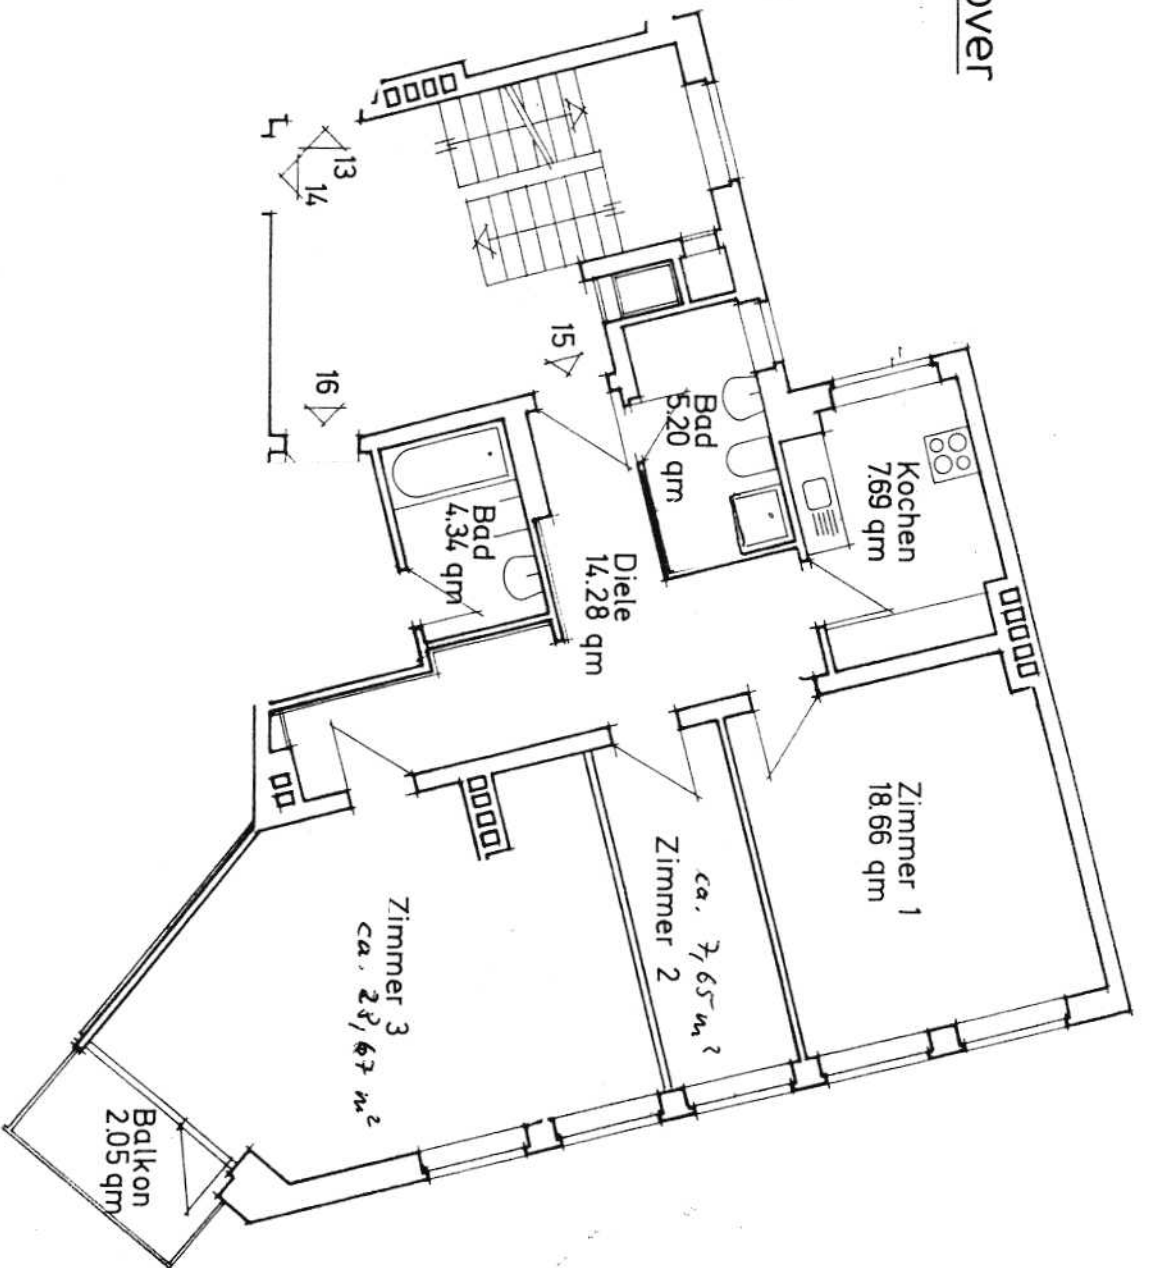 over
13
14
15
16
Bad
5.20 qm
Kochen
7.69 qm
Bad
4.34 qm
Diele
14.28 qm
Zimmer 1
18.66 qm
ca. 7,65 m²
Zimmer 2
Zimmer 3
ca. 28,67 m²
Balkon
2.05 qm